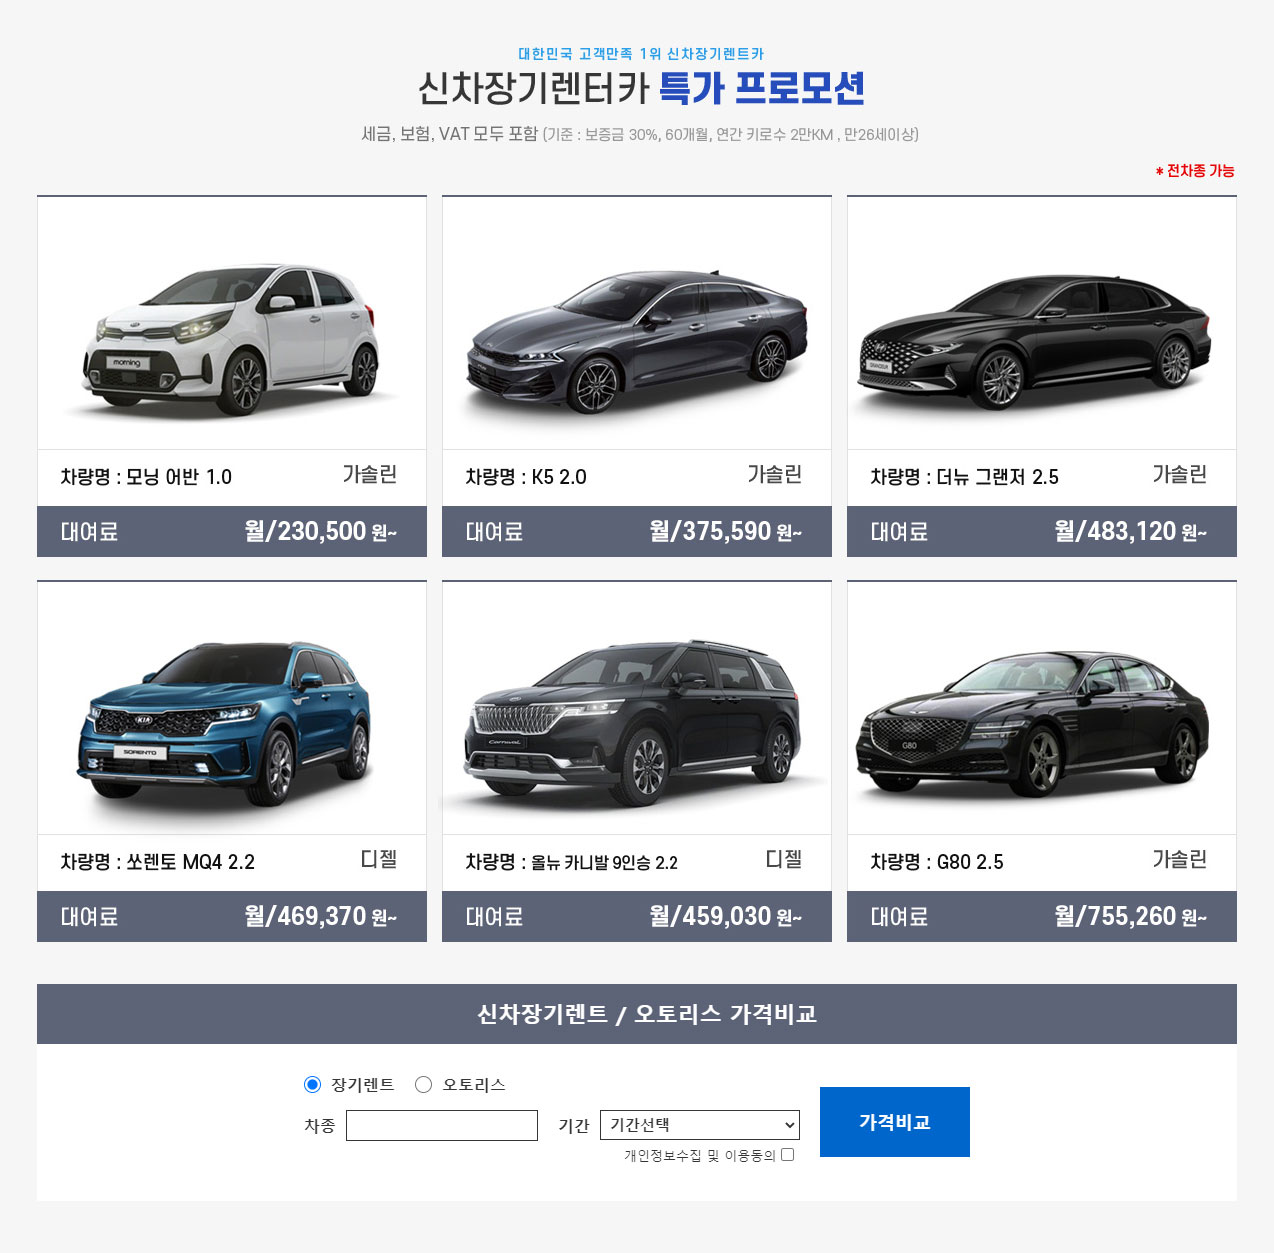 대한민국 고객만족 1위 신차장기렌트카
신차장기렌터카 특가 프로모션
세금, 보험, VAT 모두 포함 (기준 : 보증금 30%, 60개월, 연간 키로수 2만KM , 만26세이상)
* 전차종 가능
morning
GRANDEUR
차량명 : 모닝 어반 1.0 가솔린
차량명 : K5 2.0 가솔린
차량명 : 더뉴 그랜저 2.5 가솔린
대여료 월/230,500 원~
대여료 월/375,590 원~
대여료 월/483,120 원~
KIA
SORENTO
Carnival
G80
차량명 : 쏘렌토 MQ4 2.2 디젤
차량명 : 올뉴 카니발 9인승 2.2 디젤
차량명 : G80 2.5 가솔린
대여료 월/469,370 원~
대여료 월/459,030 원~
대여료 월/755,260 원~
신차장기렌트 / 오토리스 가격비교
장기렌트 오토리스
차종 기간 기간선택 가격비교
개인정보수집 및 이용동의